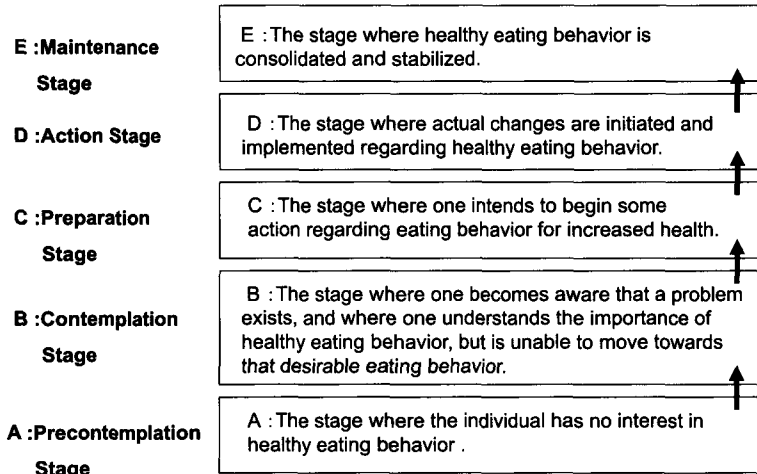 E :Maintenance
Stage
E :The stage where healthy eating behavior is
consolidated and stabilized.
D :Action Stage
D :The stage where actual changes are initiated and
implemented regarding healthy eating behavior.
C :Preparation
Stage
C :The stage where one intends to begin some
action regarding eating behavior for increased health.
B :Contemplation
Stage
B :The stage where one becomes aware that a problem
exists, and where one understands the importance of
healthy eating behavior, but is unable to move towards
that desirable eating behavior.
A :Precontemplation
Stage
A :The stage where the individual has no interest in
healthy eating behavior .